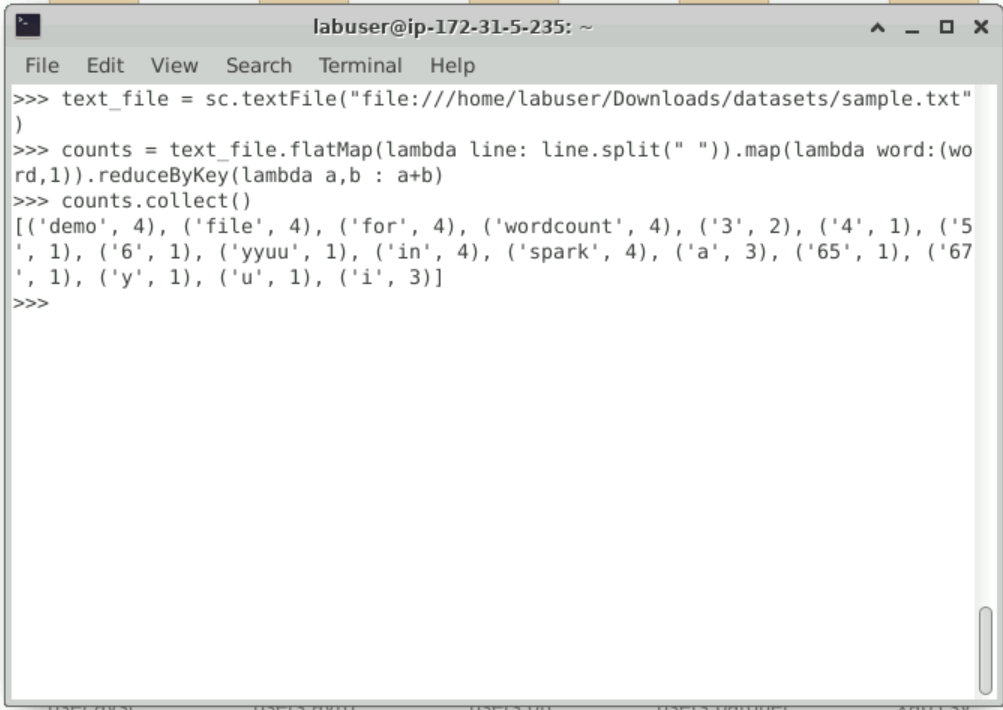 labuser@ip-172-31-5-235: ~
File Edit View Search Terminal Help
>>> text_file = sc.textFile("file:///home/labuser/Downloads/datasets/sample.txt"
)
>>> counts = text_file.flatMap(lambda line: line.split(" ")).map(lambda word:(wo
rd,1)).reduceByKey(lambda a,b : a+b)
>>> counts.collect()
[('demo', 4), ('file', 4), ('for', 4), ('wordcount', 4), ('3', 2), ('4', 1), ('5
', 1), ('6', 1), ('yyuu', 1), ('in', 4), ('spark', 4), ('a', 3), ('65', 1), ('67
', 1), ('y', 1), ('u', 1), ('i', 3)]
>>>